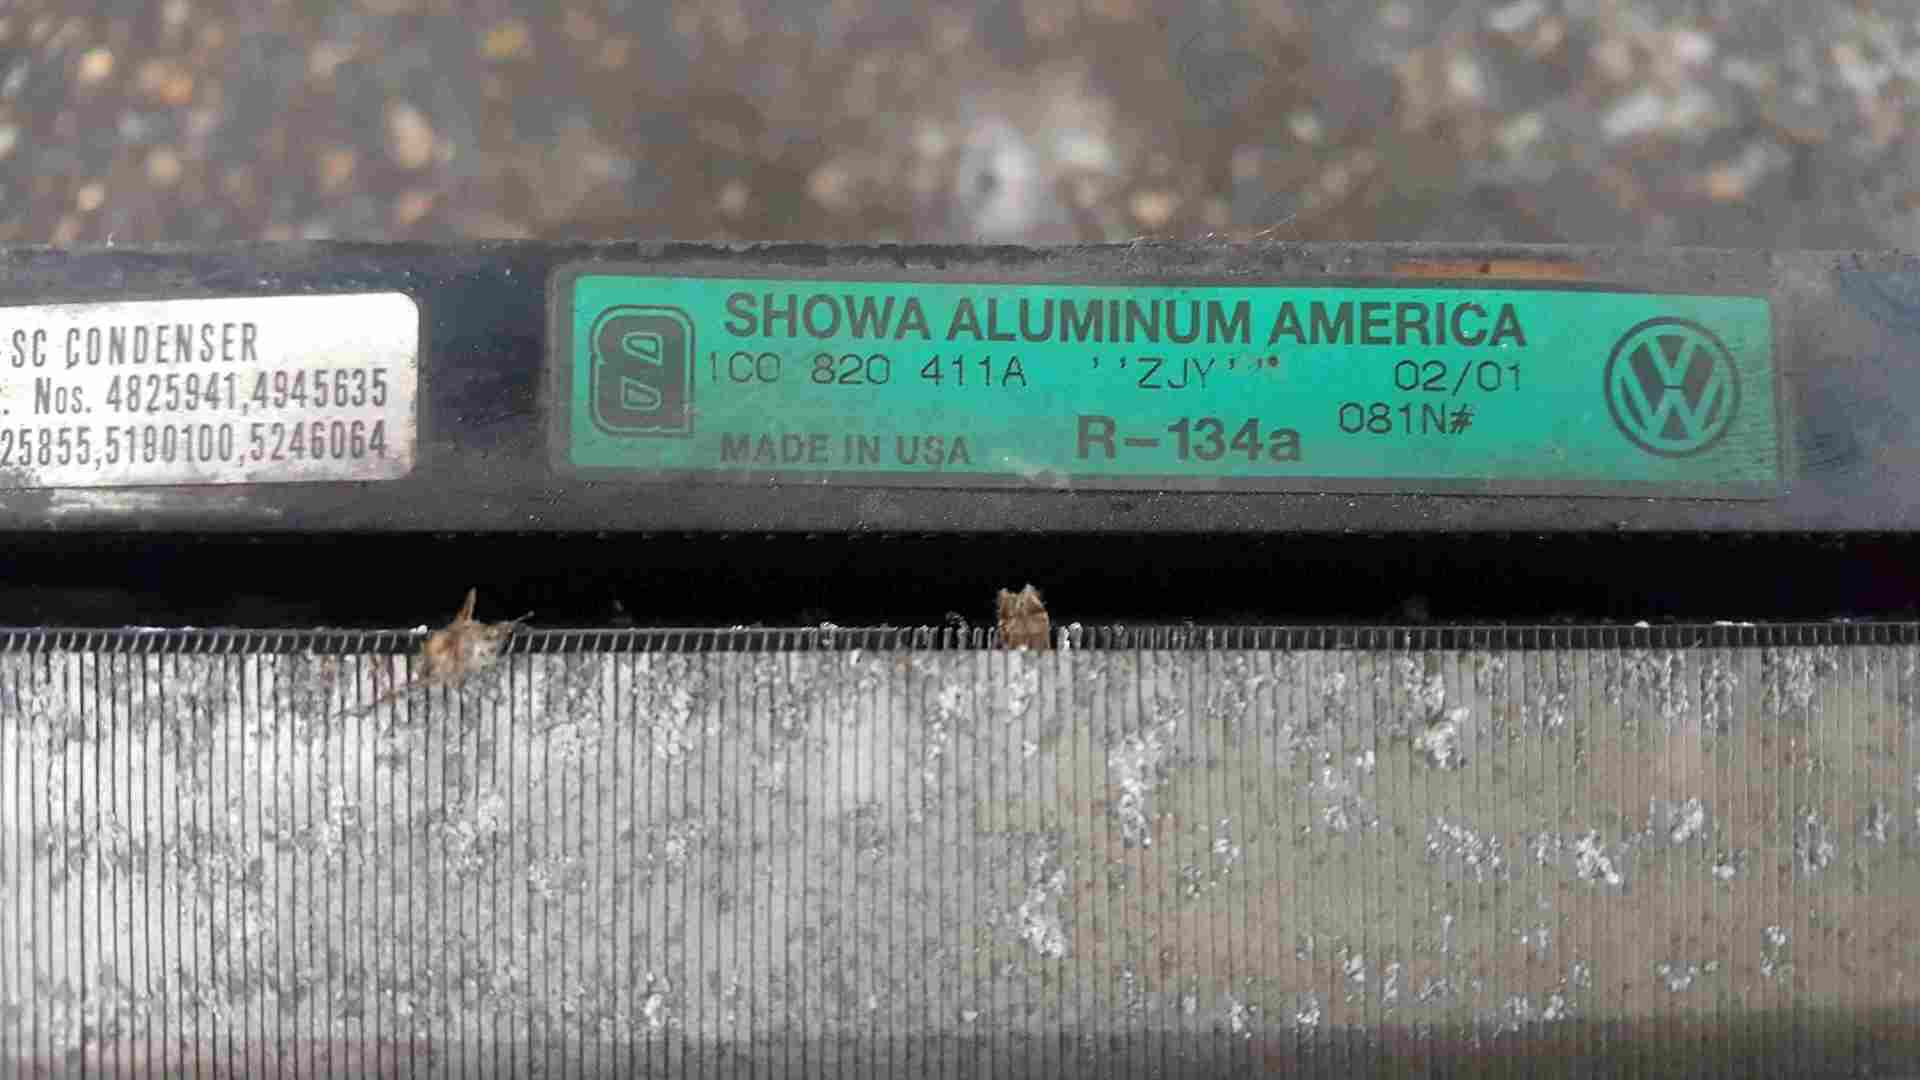 SC CONDENSER
Nos. 4825941,4945635
25855,5190100,5246064
SHOWA ALUMINUM AMERICA
1C0 820 411A ''ZJY'' 02/01
081N#
MADE IN USA R-134a
VW